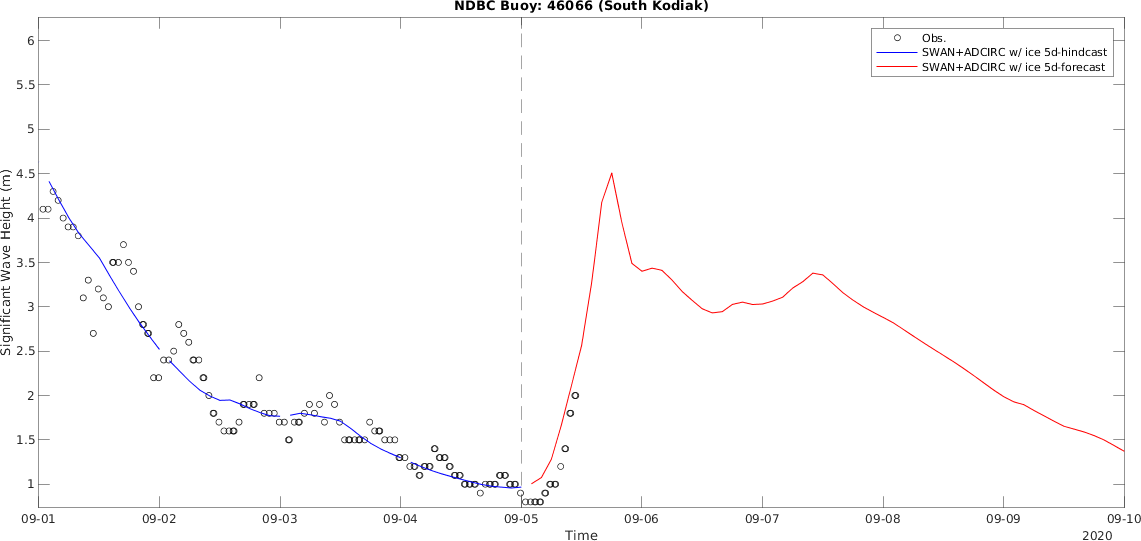 NDBC Buoy: 46066 (South Kodiak)
Obs.
SWAN+ADCIRC w/ ice 5d-hindcast
SWAN+ADCIRC w/ ice 5d-forecast
Significant Wave Height (m)
6
5.5
5
4.5
4
3.5
3
2.5
2
1.5
1
09-01 09-02 09-03 09-04 09-05 09-06 09-07 09-08 09-09 09-10
Time
2020